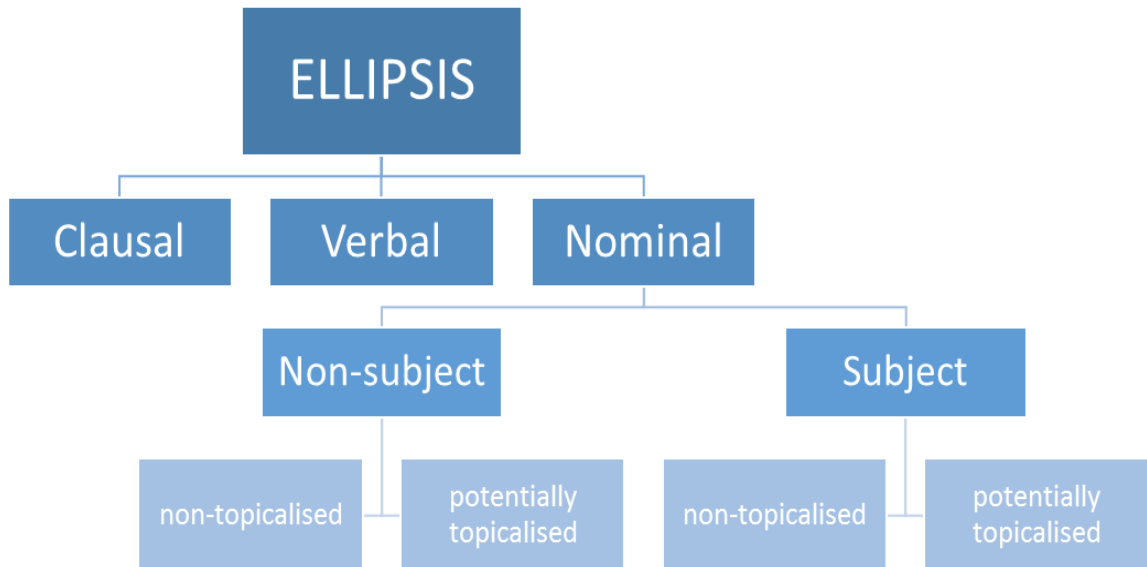 ELLIPSIS
Clausal
Verbal
Nominal
Non-subject
Subject
non-topicalised
potentially
topicalised
non-topicalised
potentially
topicalised